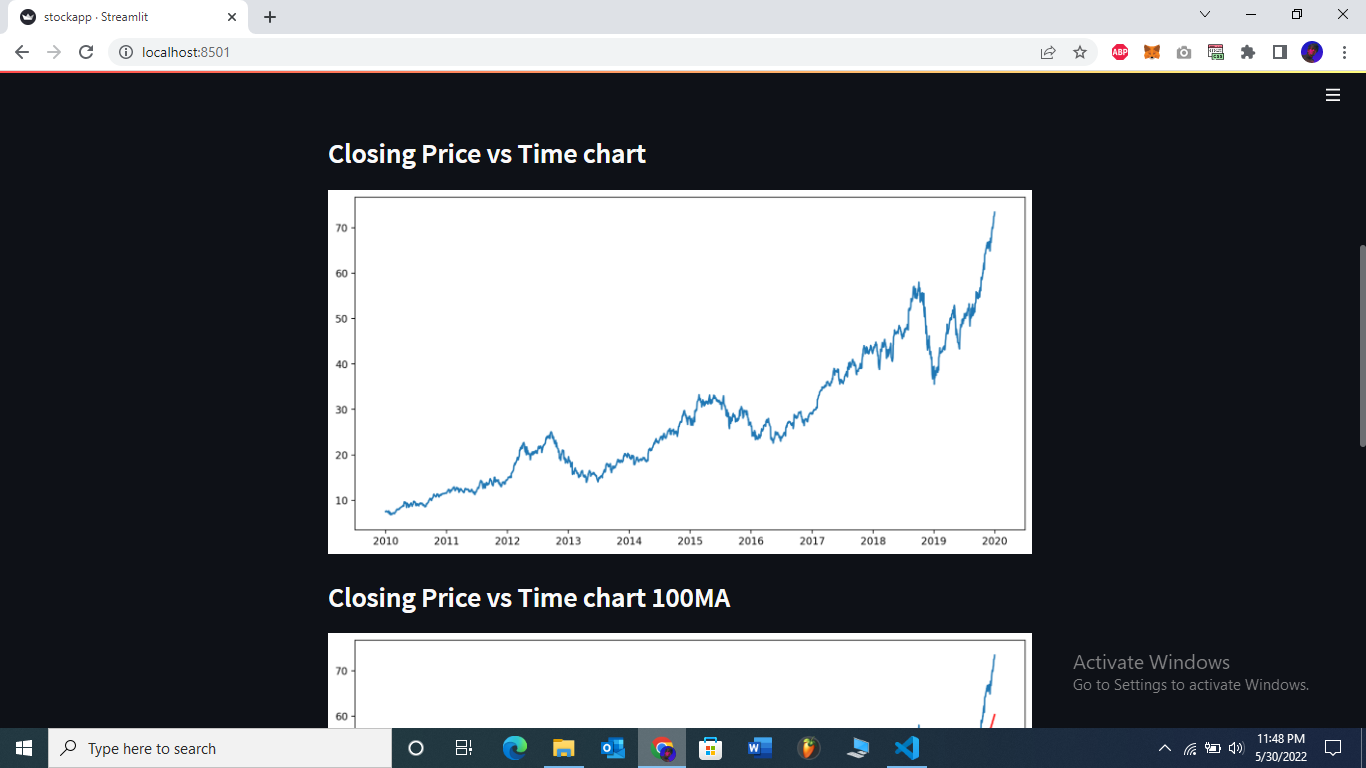 stockapp · Streamlit
localhost:8501
ABP
Closing Price vs Time chart
70
60
50
40
30
20
10
2010 2011 2012 2013 2014 2015 2016 2017 2018 2019 2020
Closing Price vs Time chart 100MA
70
60
Activate Windows
Go to Settings to activate Windows.
Type here to search
11:48 PM
5/30/2022